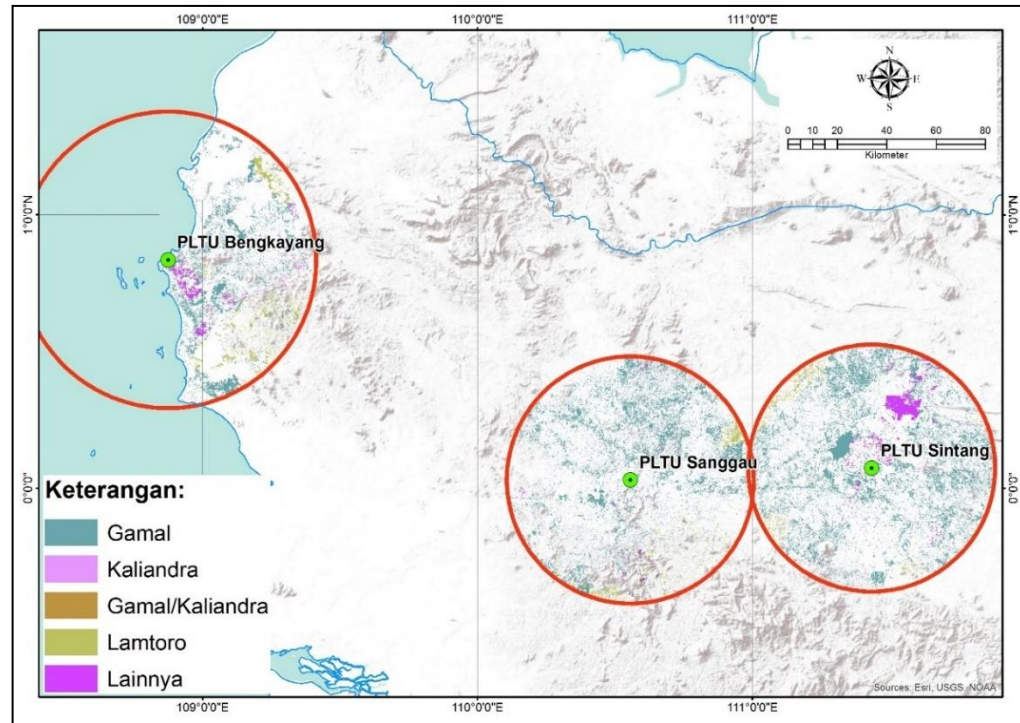 109°0'0"E
110°0'0"E
111°0'0"E
N
W
E
S
0 10 20 40 60 80
Kilometer
1°0'0"N
1°0'0"N
PLTU Bengkayang
PLTU Sanggau
PLTU Sintang
0°0'0"
0°0'0"
Keterangan:
Gamal
Kaliandra
Gamal/Kaliandra
Lamtoro
Lainnya
Sources: Esri, USGS, NOAA
109°0'0"E
110°0'0"E
111°0'0"E